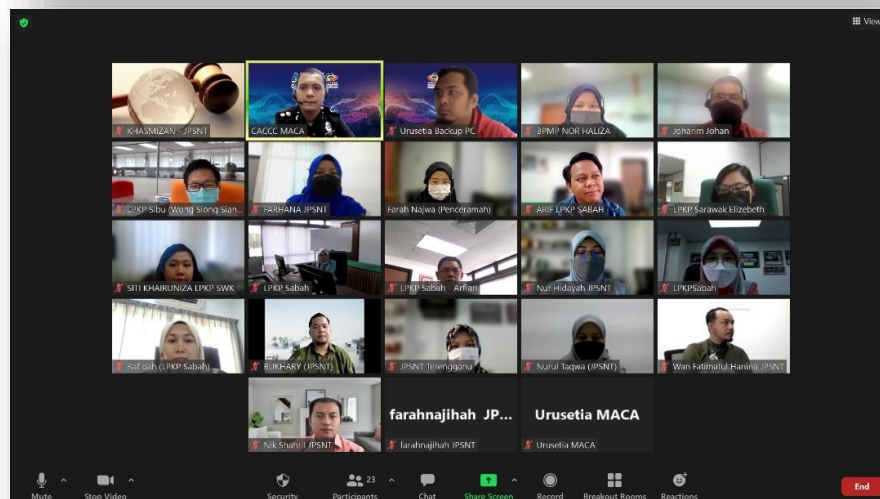 View
KHASMIZAN - JPSNT
CACCC MACA
Urusetia Backup PC
BPMP NOR HALIZA
Joharim Johan
LPKP Sibu (Wong Siong Sian...
FARHANA JPSNT
Farah Najwa (Penceramah)
ARIF LPKP SABAH
LPKP Sarawak Elizebeth
SITI KHAIRUNIZA LPKP SWK
LPKP Sabah
LPKP Sabah - Arfian
Nur Hidayah JPSNT
LPKPSabah
(LPKP Sabah)
BUKHARY (JPSNT)
JPSNT Terengganu
Nurul Taqwa (JPSNT)
Wan Fatimatul Hanina JPSNT
Nik Shahril JPSNT
farahnajihah JP...
farahnajihah JPSNT
Urusetia MACA
Urusetia MACA
Mute
Stop Video
Security
23
Participants
Chat
Share Screen
Record
Breakout Rooms
Reactions
End